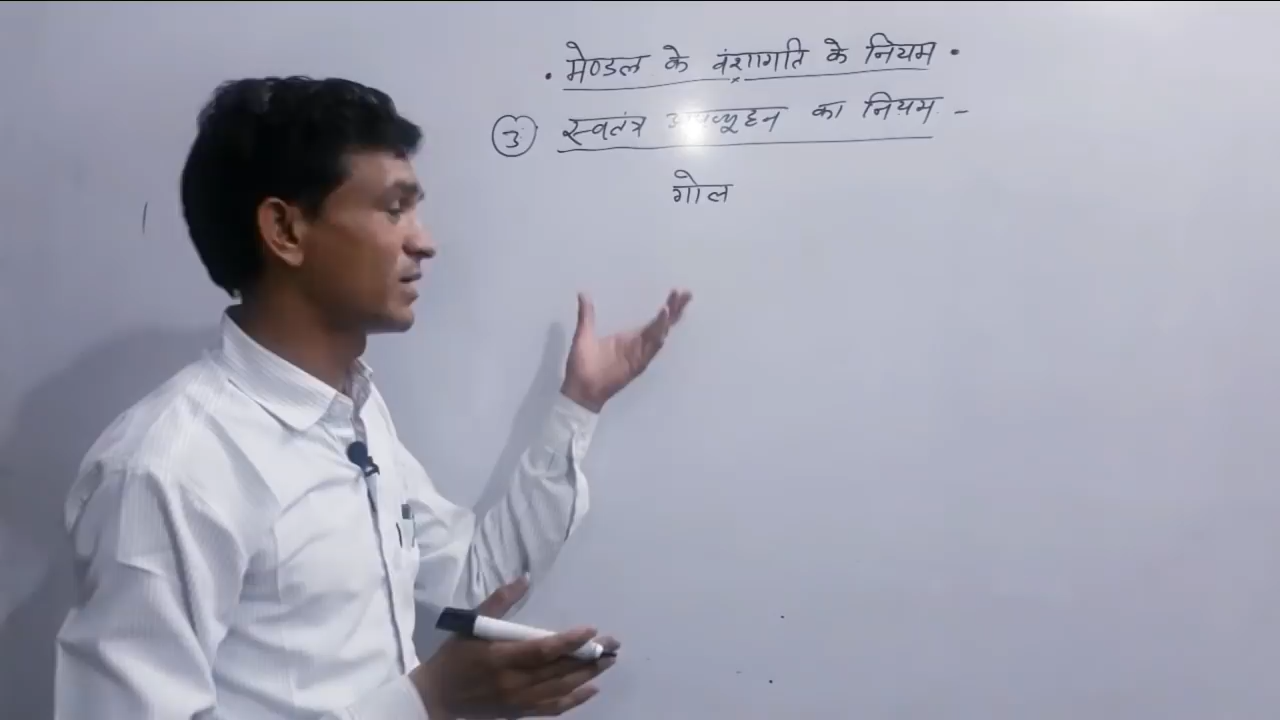 • मेण्डल के वंशागति के नियम •
③ स्वतंत्र अपव्यूहन का नियम -
गोल